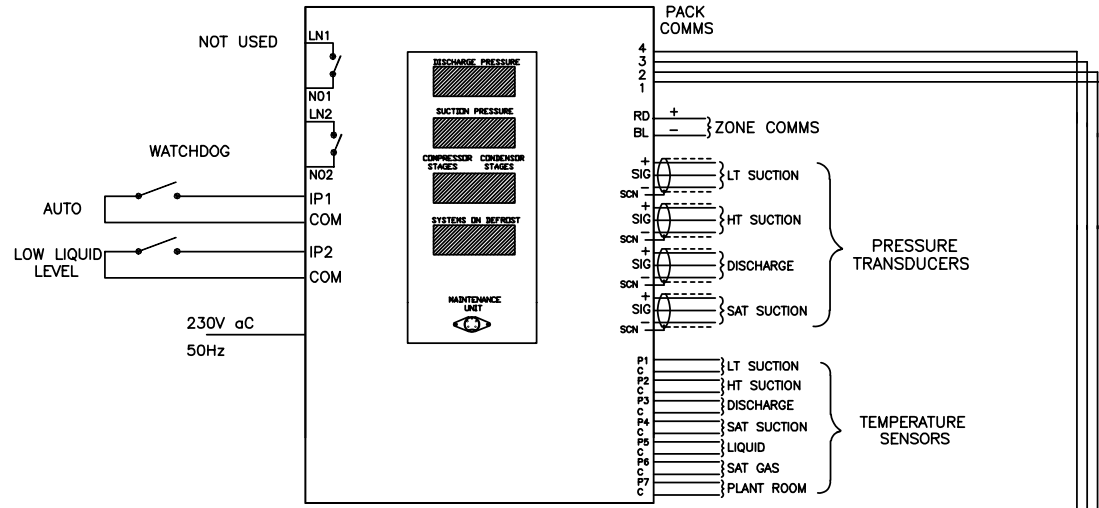 PACK
COMMS
NOT USED
LN1
NO1
LN2
NO2
WATCHDOG
AUTO
IP1
COM
LOW LIQUID
LEVEL
IP2
COM
230V aC
50Hz
DISCHARGE PRESSURE
SUCTION PRESSURE
COMPRESSOR STAGES
CONDENSOR STAGES
SYSTEMS ON DEFROST
MAINTENANCE
UNIT
4
3
2
1
RD +
BL −
ZONE COMMS
+
SIG
−
SCN
LT SUCTION
+
SIG
−
SCN
HT SUCTION
+
SIG
−
SCN
DISCHARGE
+
SIG
−
SCN
SAT SUCTION
PRESSURE
TRANSDUCERS
P1
C
LT SUCTION
P2
C
HT SUCTION
P3
C
DISCHARGE
P4
C
SAT SUCTION
P5
C
LIQUID
P6
C
SAT GAS
P7
C
PLANT ROOM
TEMPERATURE
SENSORS